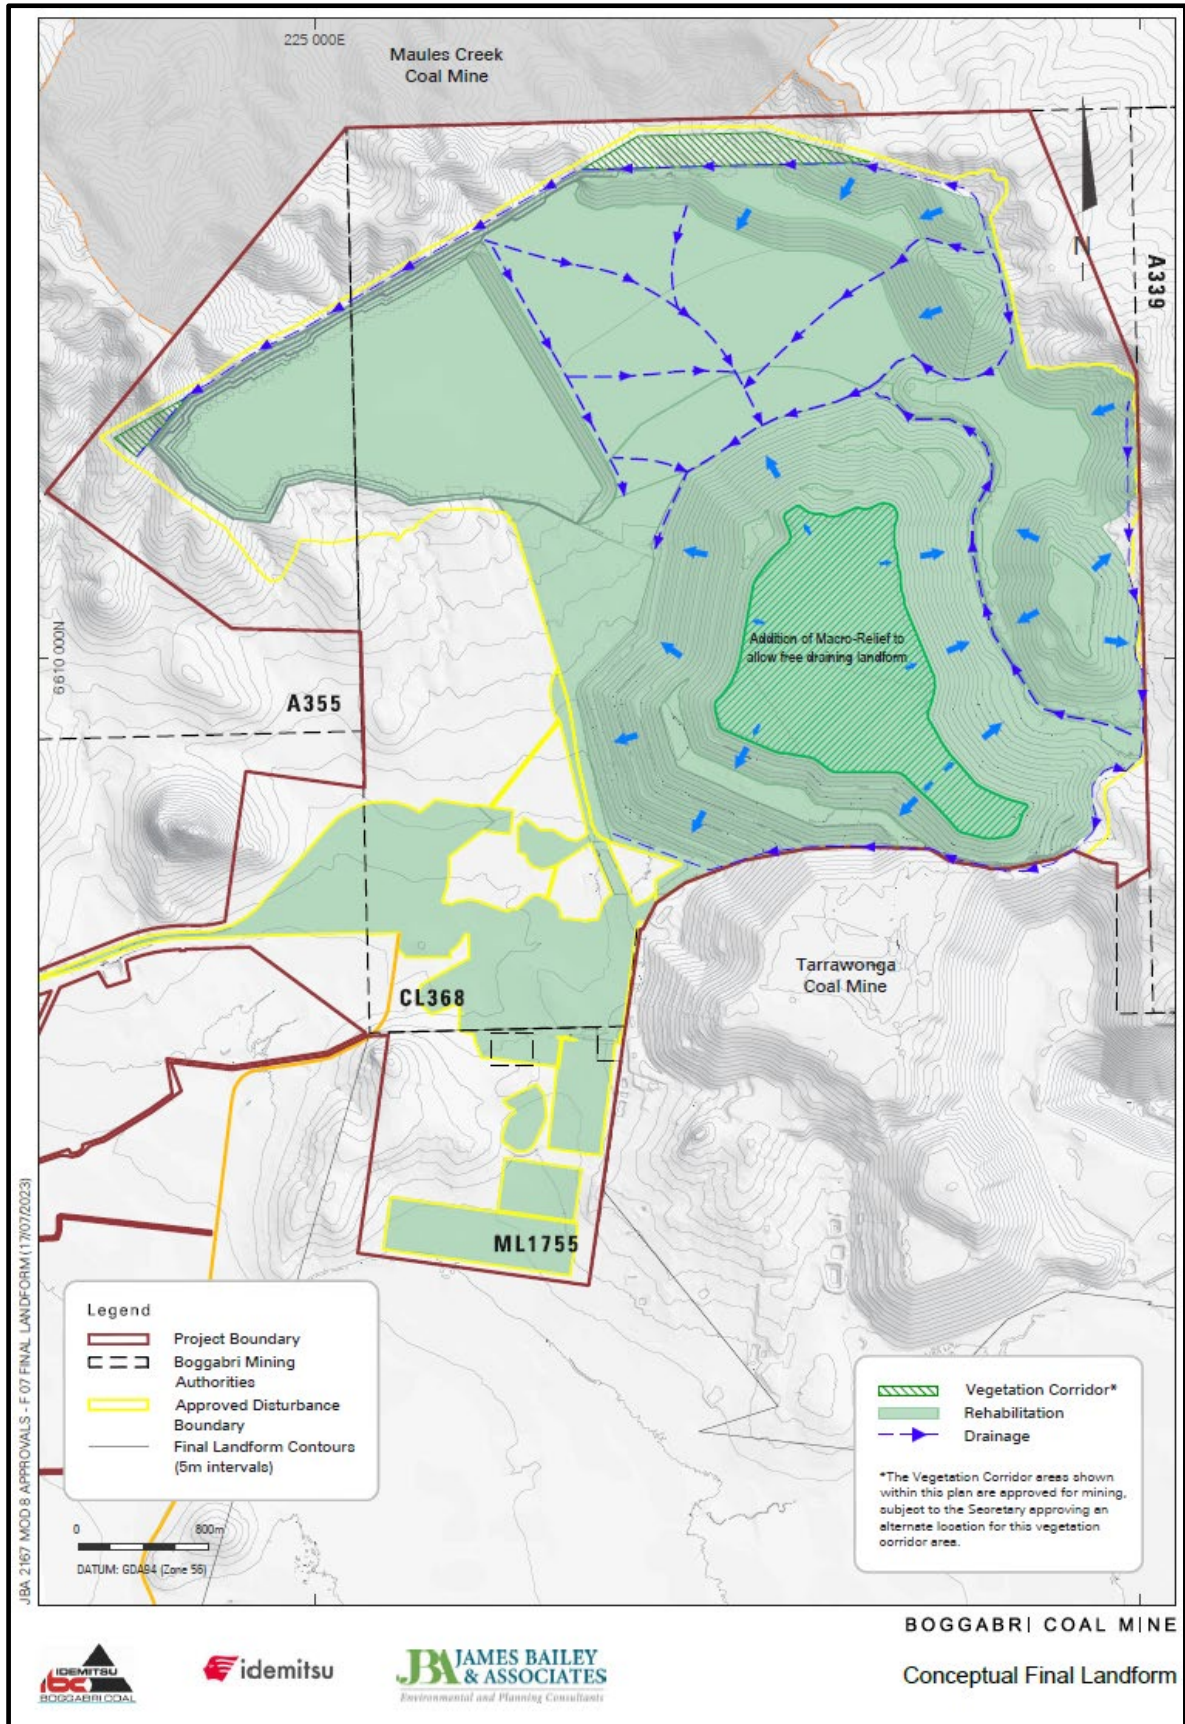 225 000E
Maules Creek
Coal Mine
N
A339
6610 000N
Addition of Macro-Relief to
allow free draining landform
A355
Tarrawonga
Coal Mine
CL368
ML1755
JBA 2167 MOD 8 APPROVALS - F 07 FINAL LANDFORM (17/07/2023)
Legend
Project Boundary
Boggabri Mining
Authorities
Approved Disturbance
Boundary
Final Landform Contours
(5m intervals)
Vegetation Corridor*
Rehabilitation
Drainage
*The Vegetation Corridor areas shown
within this plan are approved for mining,
subject to the Secretary approving an
alternate location for this vegetation
corridor area.
0 800m
DATUM: GDA94 (Zone 56)
BOGGABRI COAL MINE
Conceptual Final Landform
IDEMITSU
bc
BOGGABRI COAL
idemitsu
JBA JAMES BAILEY
& ASSOCIATES
Environmental and Planning Consultants